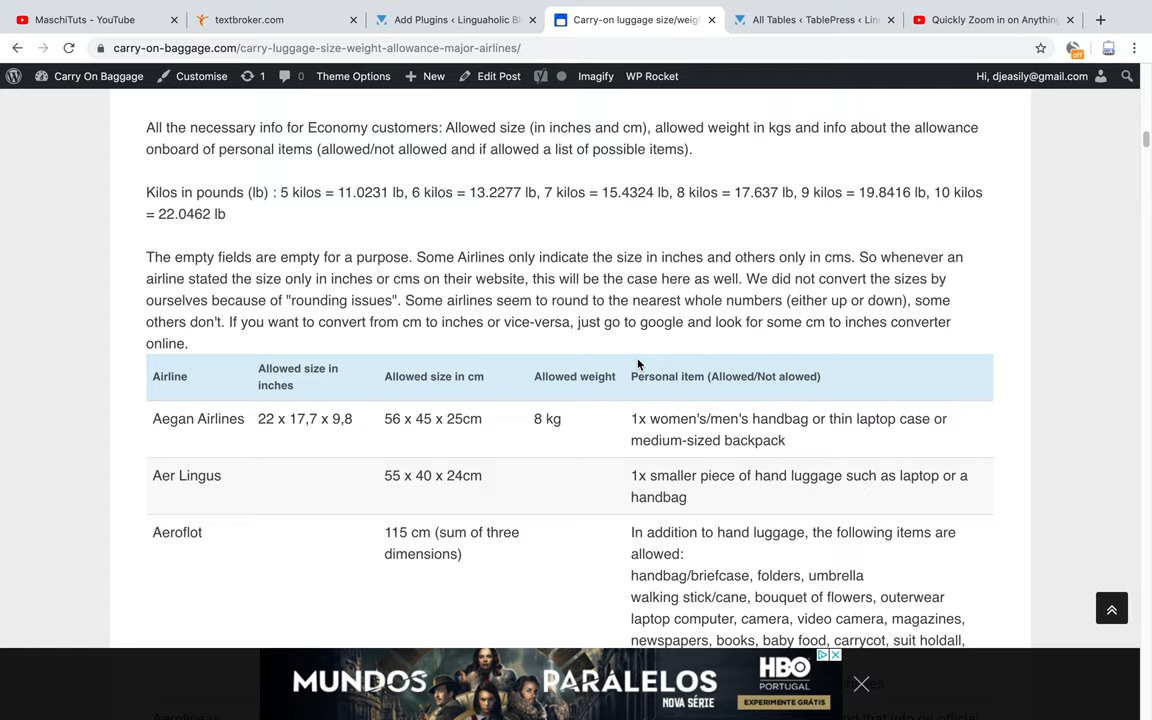 MaschiTuts - YouTube
textbroker.com
Add Plugins ‹ Linguaholic Bl
Carry-on luggage size/weig
All Tables ‹ TablePress ‹ Lin
Quickly Zoom in on Anythin
carry-on-baggage.com/carry-luggage-size-weight-allowance-major-airlines/
off
Carry On Baggage Customise 1 0 Theme Options + New Edit Post Imagify WP Rocket Hi, djeasily@gmail.com
All the necessary info for Economy customers: Allowed size (in inches and cm), allowed weight in kgs and info about the allowance
onboard of personal items (allowed/not allowed and if allowed a list of possible items).
Kilos in pounds (lb) : 5 kilos = 11.0231 lb, 6 kilos = 13.2277 lb, 7 kilos = 15.4324 lb, 8 kilos = 17.637 lb, 9 kilos = 19.8416 lb, 10 kilos
= 22.0462 lb
The empty fields are empty for a purpose. Some Airlines only indicate the size in inches and others only in cms. So whenever an
airline stated the size only in inches or cms on their website, this will be the case here as well. We did not convert the sizes by
ourselves because of "rounding issues". Some airlines seem to round to the nearest whole numbers (either up or down), some
others don't. If you want to convert from cm to inches or vice-versa, just go to google and look for some cm to inches converter
online.
Airline
Allowed size in
inches
Allowed size in cm
Allowed weight
Personal item (Allowed/Not alowed)
Aegan Airlines
22 x 17,7 x 9,8
56 x 45 x 25cm
8 kg
1x women's/men's handbag or thin laptop case or
medium-sized backpack
Aer Lingus
55 x 40 x 24cm
1x smaller piece of hand luggage such as laptop or a
handbag
Aeroflot
115 cm (sum of three
dimensions)
In addition to hand luggage, the following items are
allowed:
handbag/briefcase, folders, umbrella
walking stick/cane, bouquet of flowers, outerwear
laptop computer, camera, video camera, magazines,
newspapers, books, baby food, carrycot, suit holdall,
MUNDOS PARALELOS
NOVA SÉRIE
HBO
PORTUGAL
EXPERIMENTE GRÁTIS